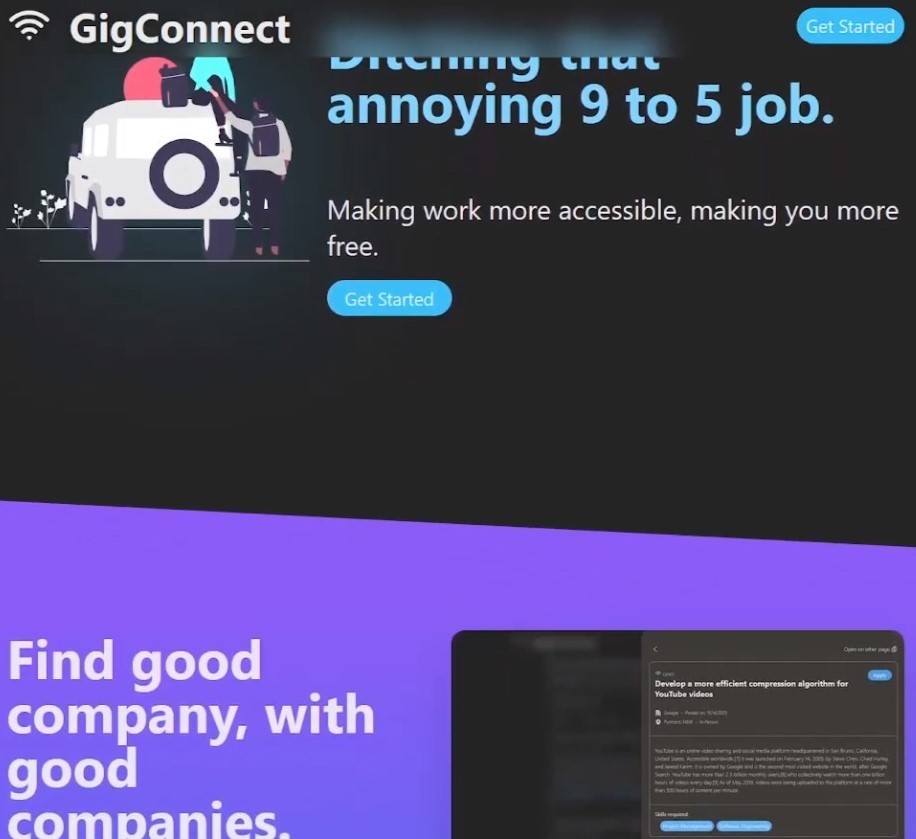 GigConnect
Get Started
Ditching that
annoying 9 to 5 job.
Making work more accessible, making you more
free.
Get Started
Find good
company, with
good
companies.
Open on other page
Apply
Develop a more efficient compression algorithm for
YouTube videos
Google - Posted on
In-Person
YouTube is an online video sharing and social media platform headquartered in San Bruno, California,
United States. Accessible worldwide,[7] it was launched on February 14, 2005, by Steve Chen, Chad Hurley,
and Jawed Karim. It is owned by Google and is the second most visited website in the world, after Google
Search. YouTube has more than 2.5 billion monthly users,[8] who collectively watch more than one billion
hours of videos every day.[9] As of May 2019, videos were being uploaded to the platform at a rate of more
than 500 hours of content per minute.
Skills required:
Project Management Software Engineering